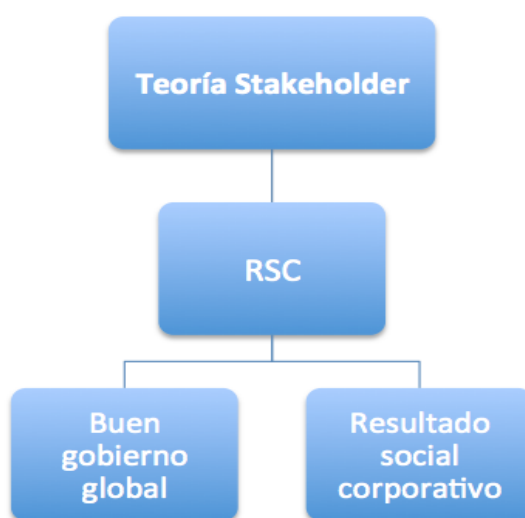 Teoría Stakeholder
RSC
Buen
gobierno
global
Resultado
social
corporativo